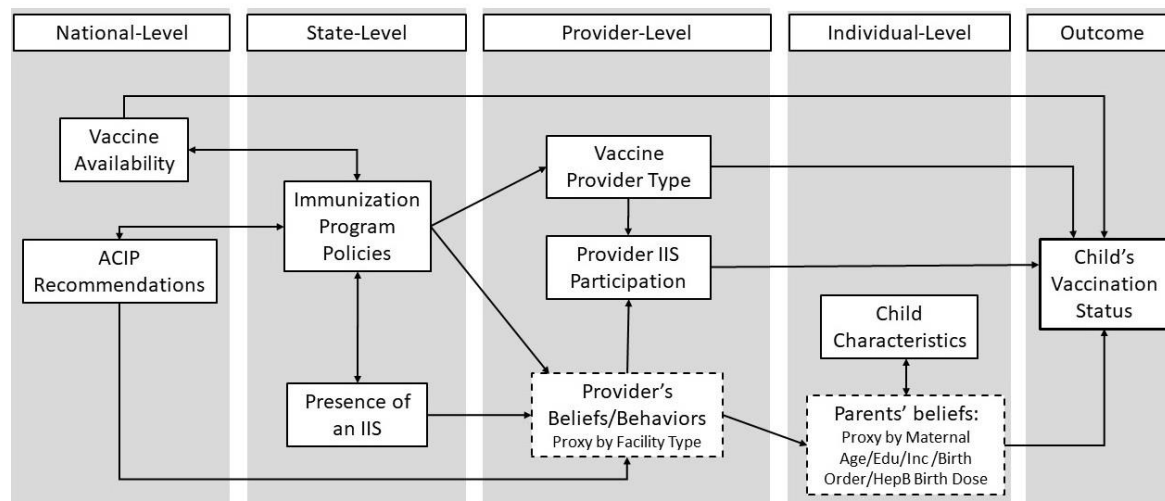 National-Level
State-Level
Provider-Level
Individual-Level
Outcome
Vaccine
Availability
ACIP
Recommendations
Immunization
Program
Policies
Presence of
an IIS
Vaccine
Provider Type
Provider IIS
Participation
Provider's
Beliefs/Behaviors
Proxy by Facility Type
Child
Characteristics
Parents' beliefs:
Proxy by Maternal
Age/Edu/Inc /Birth
Order/HepB Birth Dose
Child's
Vaccination
Status